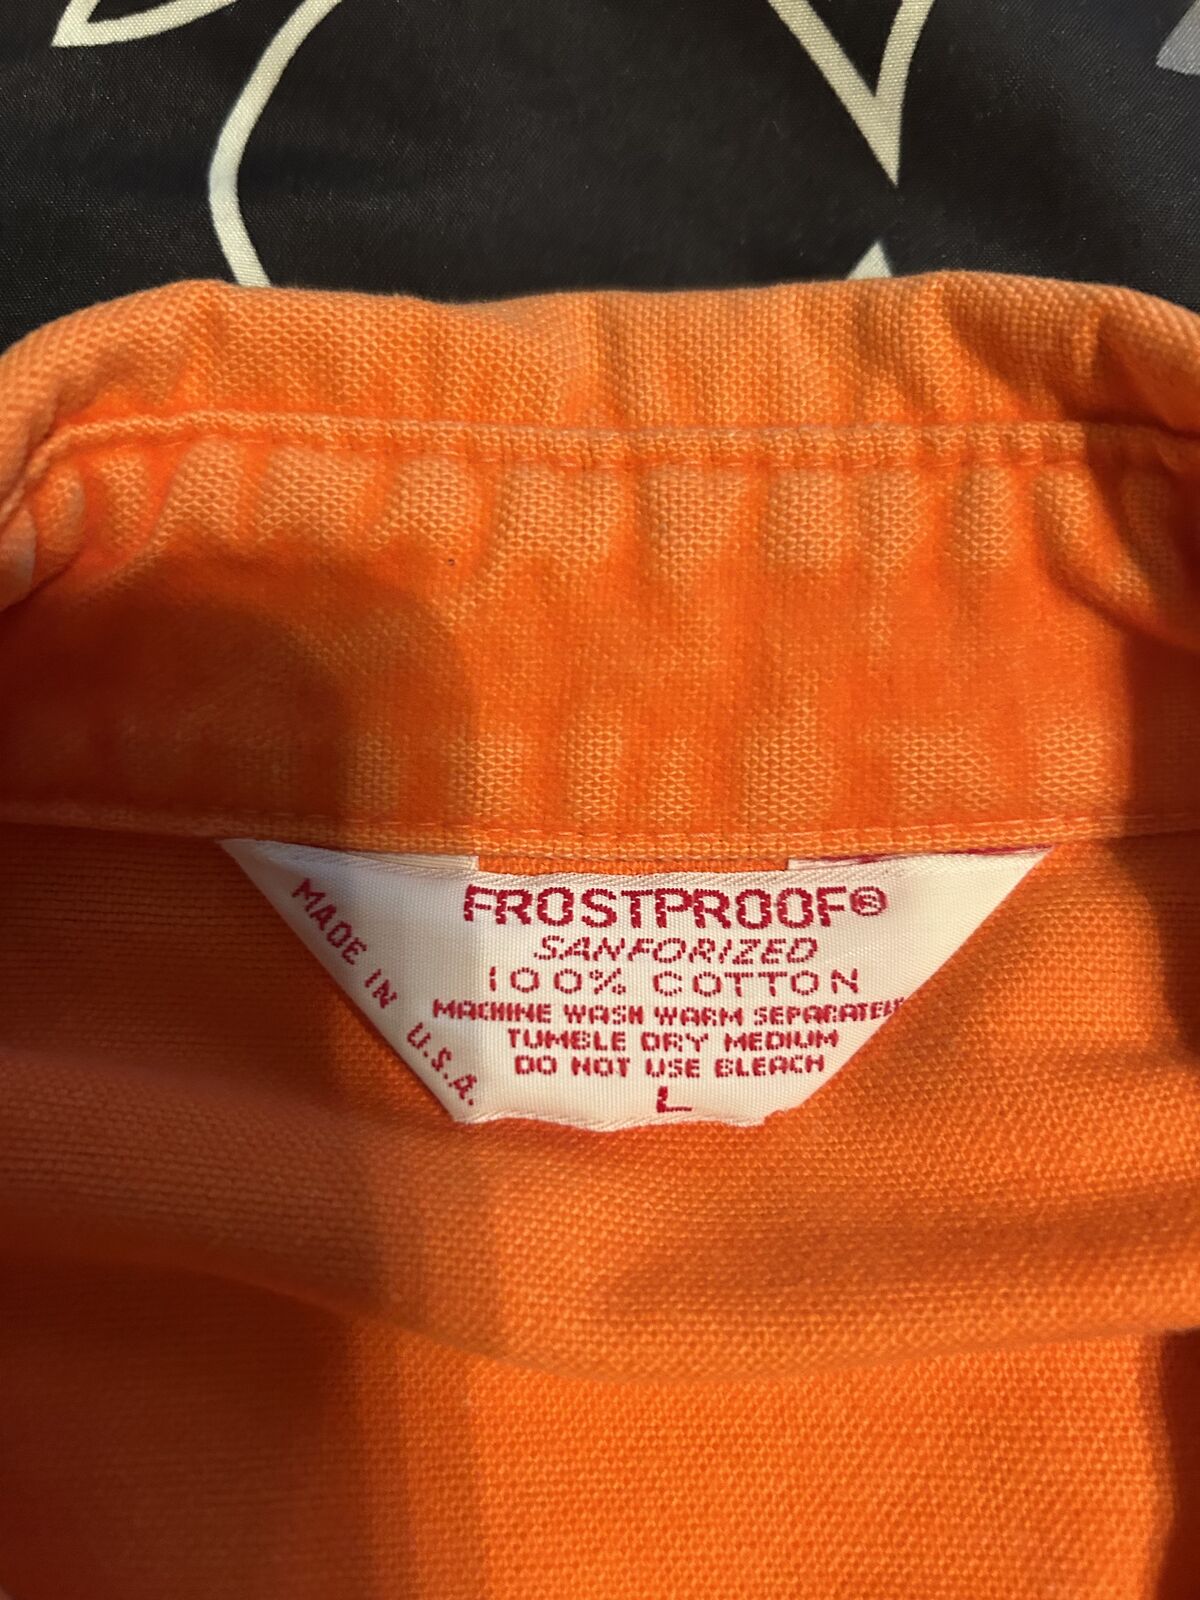 MADE IN U.S.A.
FROSTPROOF®
SANFORIZED
100% COTTON
MACHINE WASH WARM SEPARATELY
TUMBLE DRY MEDIUM
DO NOT USE BLEACH
L